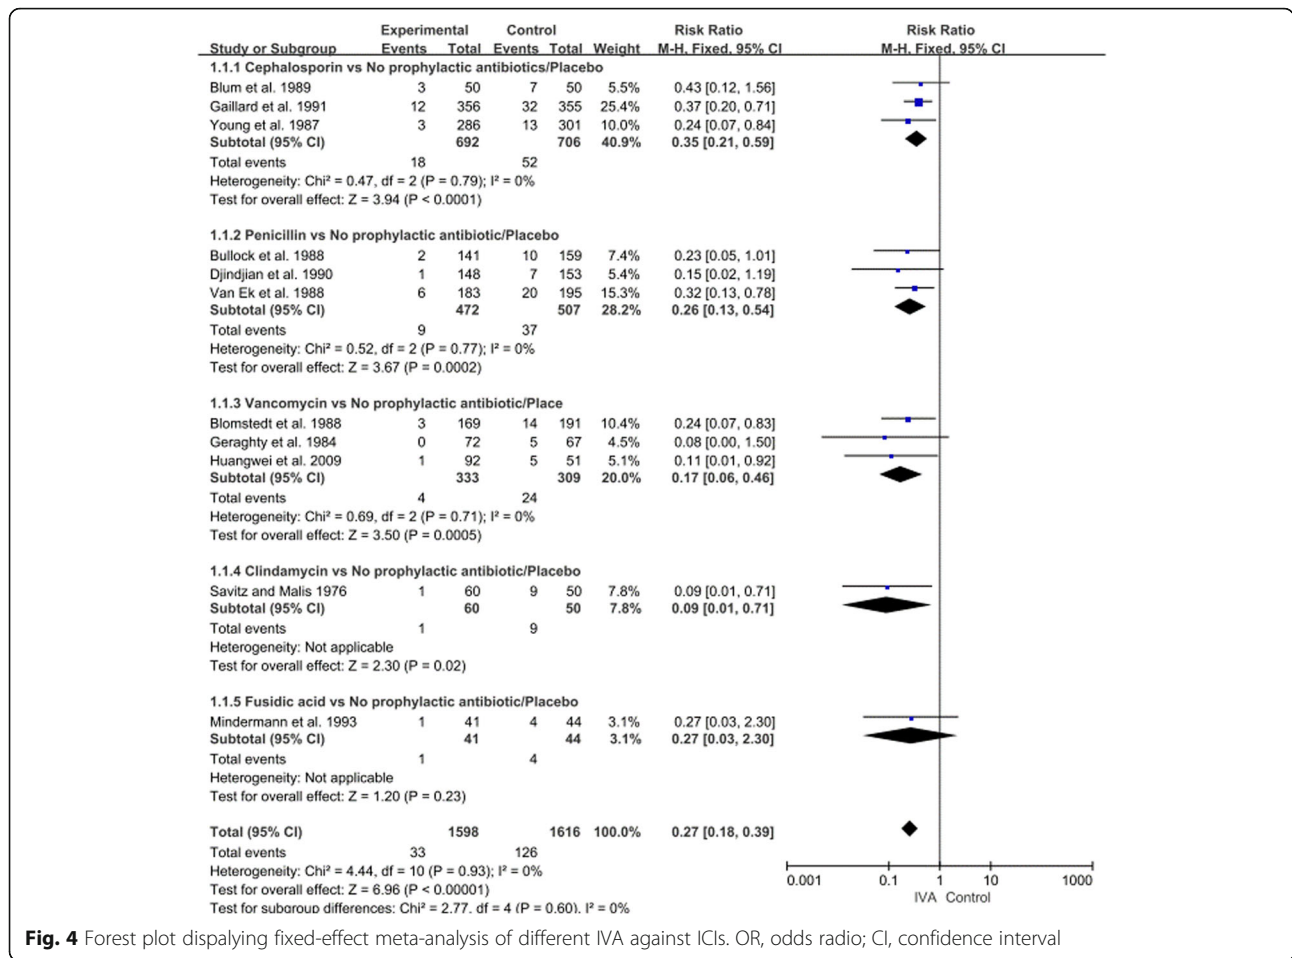 Experimental Control Risk Ratio Risk Ratio
Study or Subgroup Events Total Events Total Weight M-H, Fixed, 95% CI M-H, Fixed, 95% CI
1.1.1 Cephalosporin vs No prophylactic antibiotics/Placebo
Blum et al. 1989 3 50 7 50 5.5% 0.43 [0.12, 1.56]
Gaillard et al. 1991 12 356 32 355 25.4% 0.37 [0.20, 0.71]
Young et al. 1987 3 286 13 301 10.0% 0.24 [0.07, 0.84]
Subtotal (95% CI) 692 706 40.9% 0.35 [0.21, 0.59]
Total events 18 52
Heterogeneity: Chi² = 0.47, df = 2 (P = 0.79); I² = 0%
Test for overall effect: Z = 3.94 (P < 0.0001)
1.1.2 Penicillin vs No prophylactic antibiotic/Placebo
Bullock et al. 1988 2 141 10 159 7.4% 0.23 [0.05, 1.01]
Djindjian et al. 1990 1 148 7 153 5.4% 0.15 [0.02, 1.19]
Van Ek et al. 1988 6 183 20 195 15.3% 0.32 [0.13, 0.78]
Subtotal (95% CI) 472 507 28.2% 0.26 [0.13, 0.54]
Total events 9 37
Heterogeneity: Chi² = 0.52, df = 2 (P = 0.77); I² = 0%
Test for overall effect: Z = 3.67 (P = 0.0002)
1.1.3 Vancomycin vs No prophylactic antibiotic/Place
Blomstedt et al. 1988 3 169 14 191 10.4% 0.24 [0.07, 0.83]
Geraghty et al. 1984 0 72 5 67 4.5% 0.08 [0.00, 1.50]
Huangwei et al. 2009 1 92 5 51 5.1% 0.11 [0.01, 0.92]
Subtotal (95% CI) 333 309 20.0% 0.17 [0.06, 0.46]
Total events 4 24
Heterogeneity: Chi² = 0.69, df = 2 (P = 0.71); I² = 0%
Test for overall effect: Z = 3.50 (P = 0.0005)
1.1.4 Clindamycin vs No prophylactic antibiotic/Placebo
Savitz and Malis 1976 1 60 9 50 7.8% 0.09 [0.01, 0.71]
Subtotal (95% CI) 60 50 7.8% 0.09 [0.01, 0.71]
Total events 1 9
Heterogeneity: Not applicable
Test for overall effect: Z = 2.30 (P = 0.02)
1.1.5 Fusidic acid vs No prophylactic antibiotic/Placebo
Mindermann et al. 1993 1 41 4 44 3.1% 0.27 [0.03, 2.30]
Subtotal (95% CI) 41 44 3.1% 0.27 [0.03, 2.30]
Total events 1 4
Heterogeneity: Not applicable
Test for overall effect: Z = 1.20 (P = 0.23)
Total (95% CI) 1598 1616 100.0% 0.27 [0.18, 0.39]
Total events 33 126
Heterogeneity: Chi² = 4.44, df = 10 (P = 0.93); I² = 0%
Test for overall effect: Z = 6.96 (P < 0.00001)
Test for subgroup differences: Chi² = 2.77, df = 4 (P = 0.60), I² = 0%
0.001 0.1 1 10 1000
IVA Control
Fig. 4 Forest plot dispalying fixed-effect meta-analysis of different IVA against ICIs. OR, odds radio; CI, confidence interval